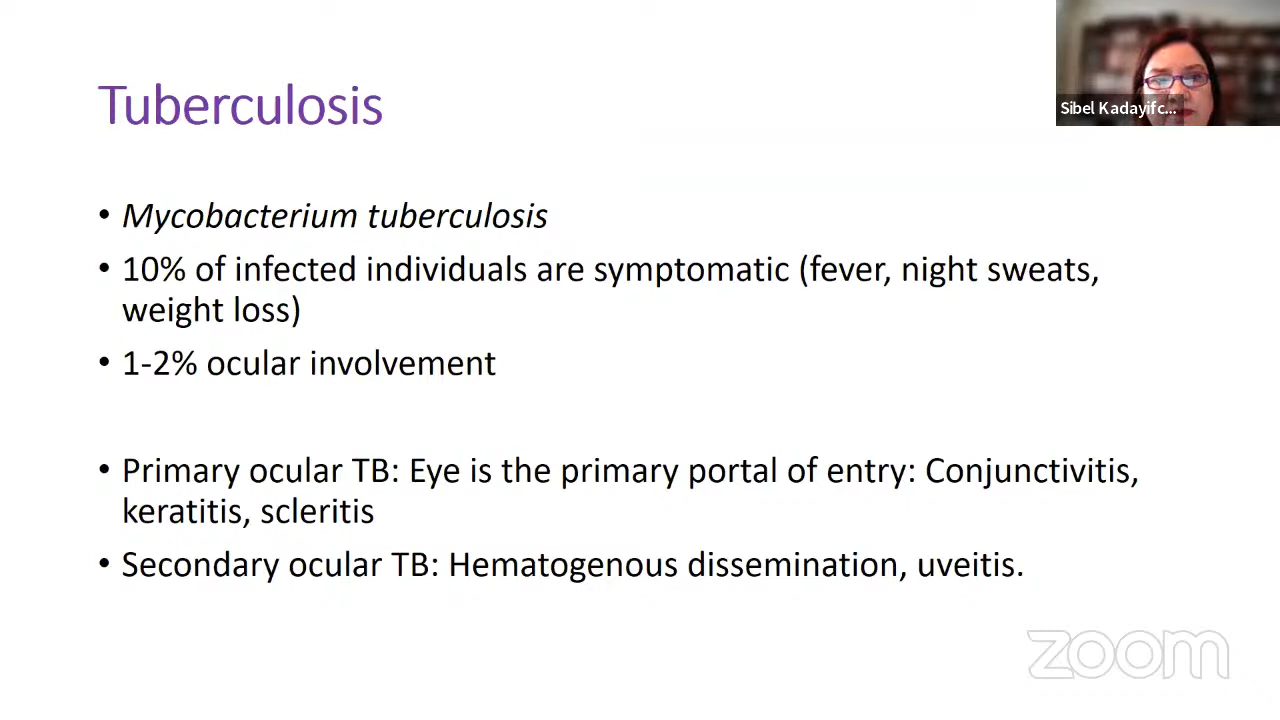 Sibel Kadayifc...
Tuberculosis
• Mycobacterium tuberculosis
• 10% of infected individuals are symptomatic (fever, night sweats,
weight loss)
• 1-2% ocular involvement
• Primary ocular TB: Eye is the primary portal of entry: Conjunctivitis,
keratitis, scleritis
• Secondary ocular TB: Hematogenous dissemination, uveitis.
zoom